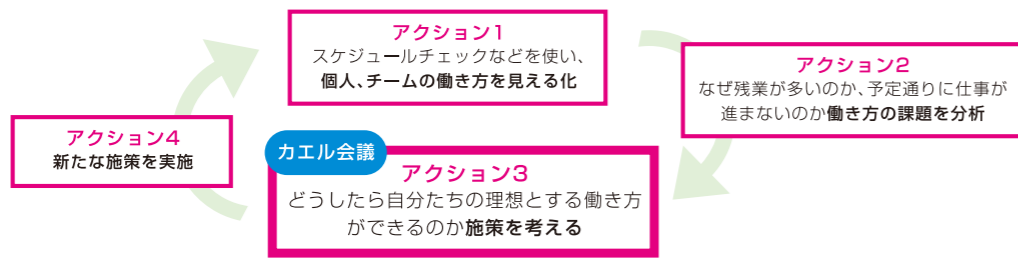 アクション1
スケジュールチェックなどを使い、
個人、チームの働き方を見える化
アクション2
なぜ残業が多いのか、予定通りに仕事が
進まないのか働き方の課題を分析
カエル会議
アクション3
どうしたら自分たちの理想とする働き方
ができるのか施策を考える
アクション4
新たな施策を実施